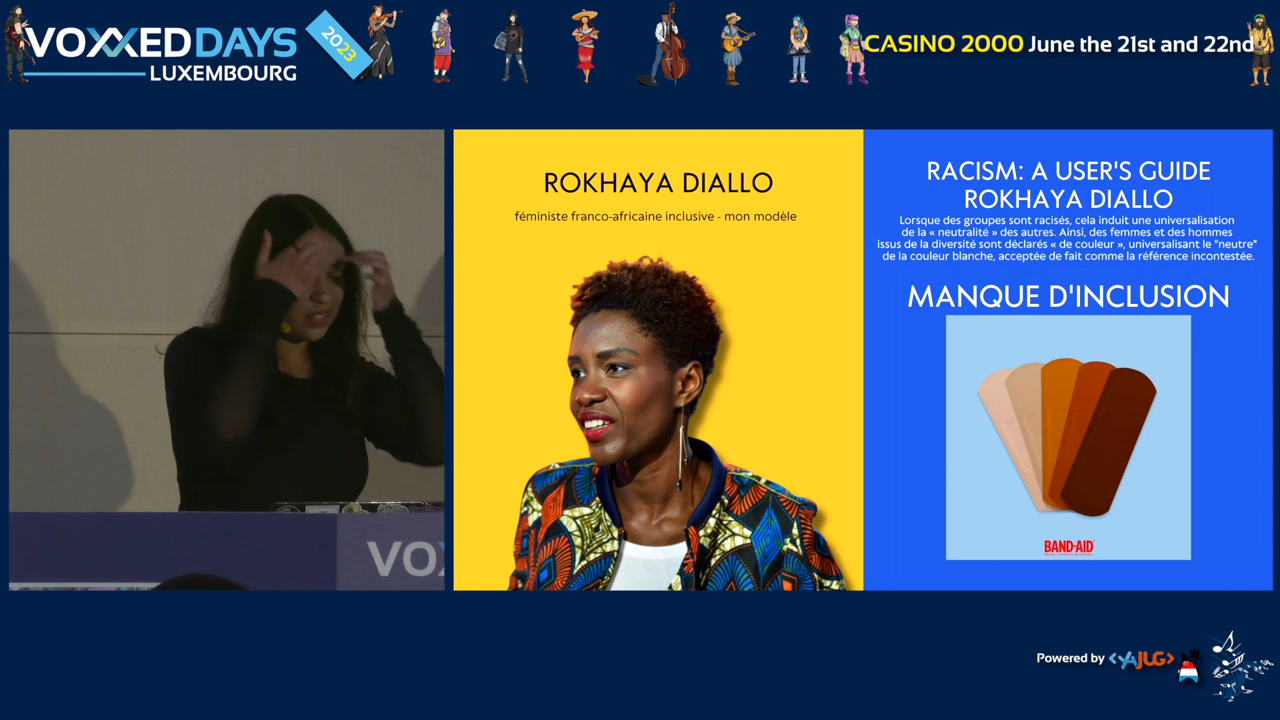 VOXXED DAYS
LUXEMBOURG
2023
CASINO 2000 June the 21st and 22nd
ROKHAYA DIALLO
féministe franco-africaine inclusive - mon modèle
RACISM: A USER'S GUIDE
ROKHAYA DIALLO
Lorsque des groupes sont racisés, cela induit une universalisation
de la « neutralité » des autres. Ainsi, des femmes et des hommes
issus de la diversité sont déclarés « de couleur », universalisant le "neutre"
de la couleur blanche, acceptée de fait comme la référence incontestée.
MANQUE D'INCLUSION
BAND-AID
VOX
Powered by <YAJUG>